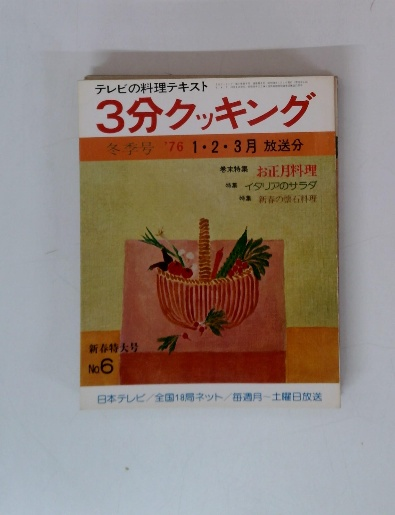 テレビの料理テキスト
3分クッキング
冬季号 '76 1・2・3月 放送分
巻末特集 お正月料理
特集 イタリアのサラダ
特集 新春の懐石料理
新春特大号
No.6
日本テレビ/全国18局ネット/毎週月〜土曜日放送